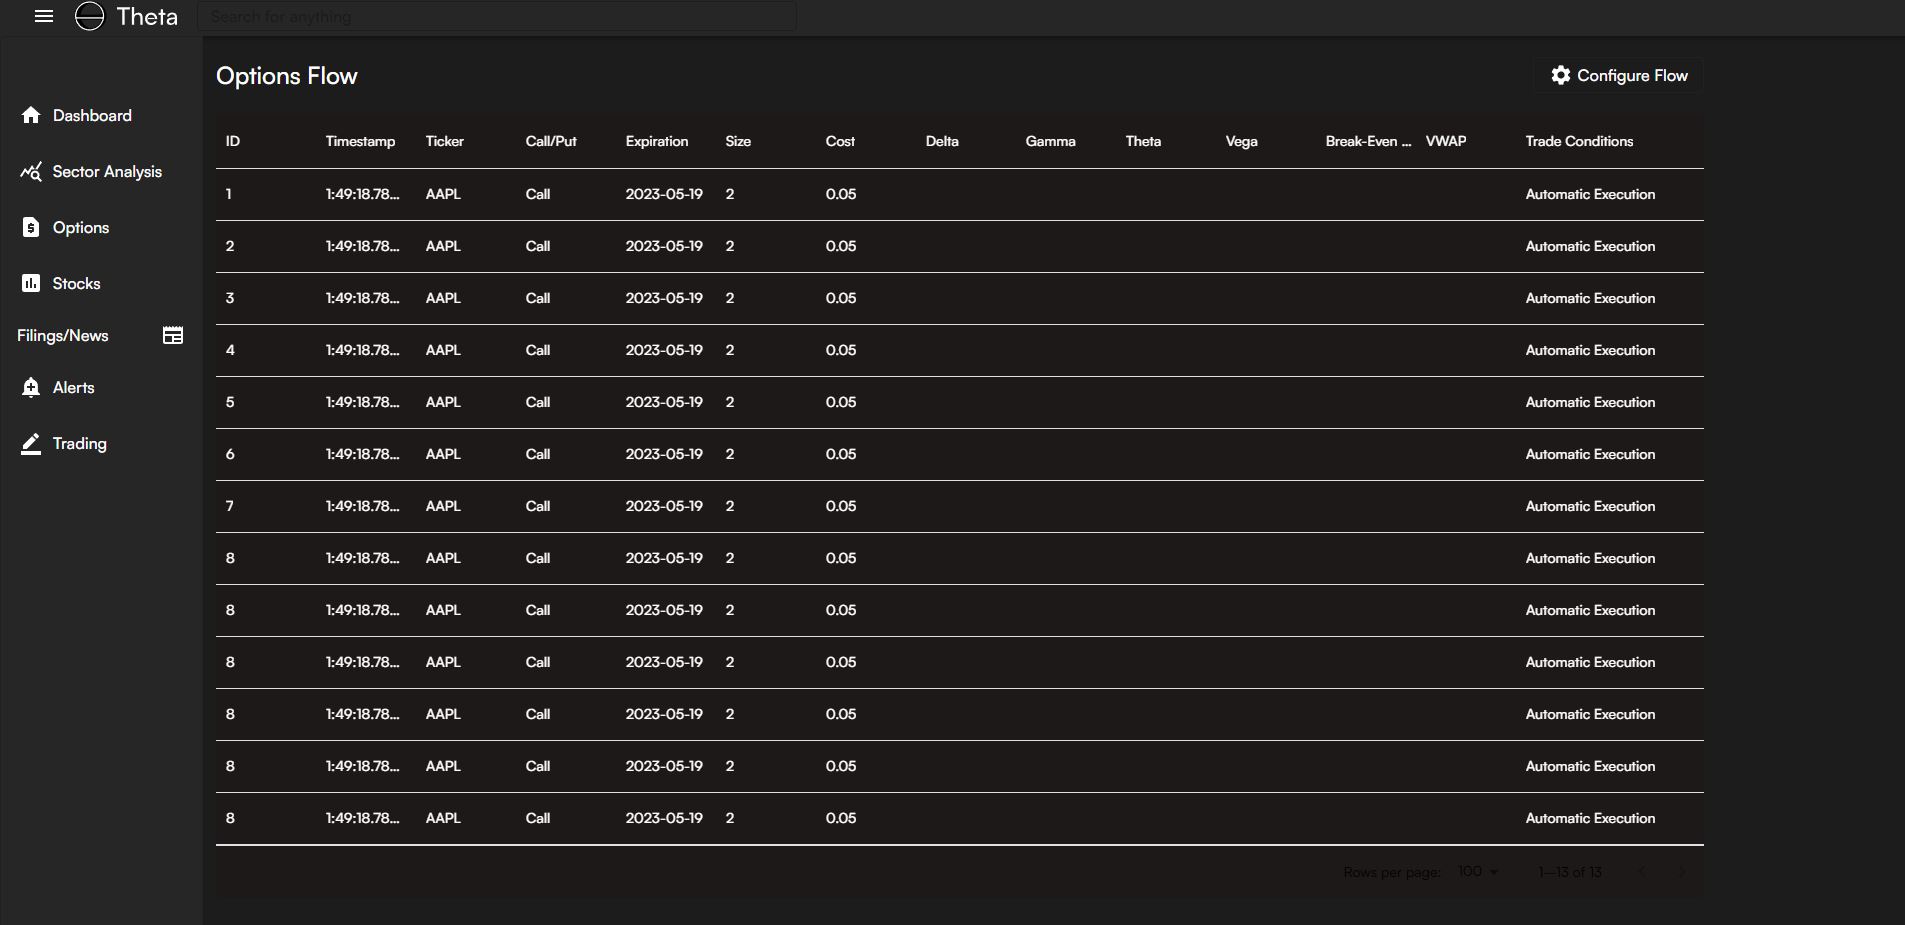 Theta Search for anything
Options Flow Configure Flow
Dashboard
Sector Analysis
Options
Stocks
Filings/News
Alerts
Trading
ID Timestamp Ticker Call/Put Expiration Size Cost Delta Gamma Theta Vega Break-Even ... VWAP Trade Conditions
1 1:49:18.78... AAPL Call 2023-05-19 2 0.05 Automatic Execution
2 1:49:18.78... AAPL Call 2023-05-19 2 0.05 Automatic Execution
3 1:49:18.78... AAPL Call 2023-05-19 2 0.05 Automatic Execution
4 1:49:18.78... AAPL Call 2023-05-19 2 0.05 Automatic Execution
5 1:49:18.78... AAPL Call 2023-05-19 2 0.05 Automatic Execution
6 1:49:18.78... AAPL Call 2023-05-19 2 0.05 Automatic Execution
7 1:49:18.78... AAPL Call 2023-05-19 2 0.05 Automatic Execution
8 1:49:18.78... AAPL Call 2023-05-19 2 0.05 Automatic Execution
8 1:49:18.78... AAPL Call 2023-05-19 2 0.05 Automatic Execution
8 1:49:18.78... AAPL Call 2023-05-19 2 0.05 Automatic Execution
8 1:49:18.78... AAPL Call 2023-05-19 2 0.05 Automatic Execution
8 1:49:18.78... AAPL Call 2023-05-19 2 0.05 Automatic Execution
8 1:49:18.78... AAPL Call 2023-05-19 2 0.05 Automatic Execution
Rows per page: 100 1–13 of 13